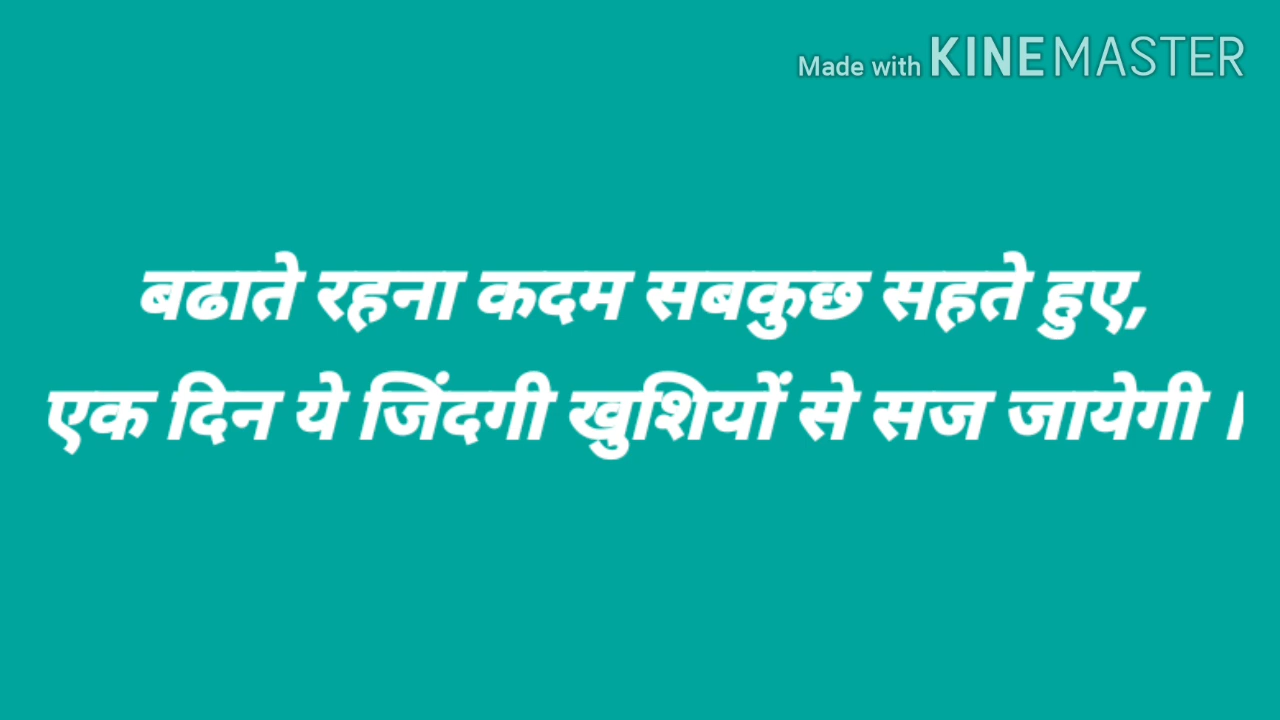 Made with KINEMASTER
बढाते रहना कदम सबकुछ सहते हुए,
एक दिन ये जिंदगी खुशियों से सज जायेगी ।